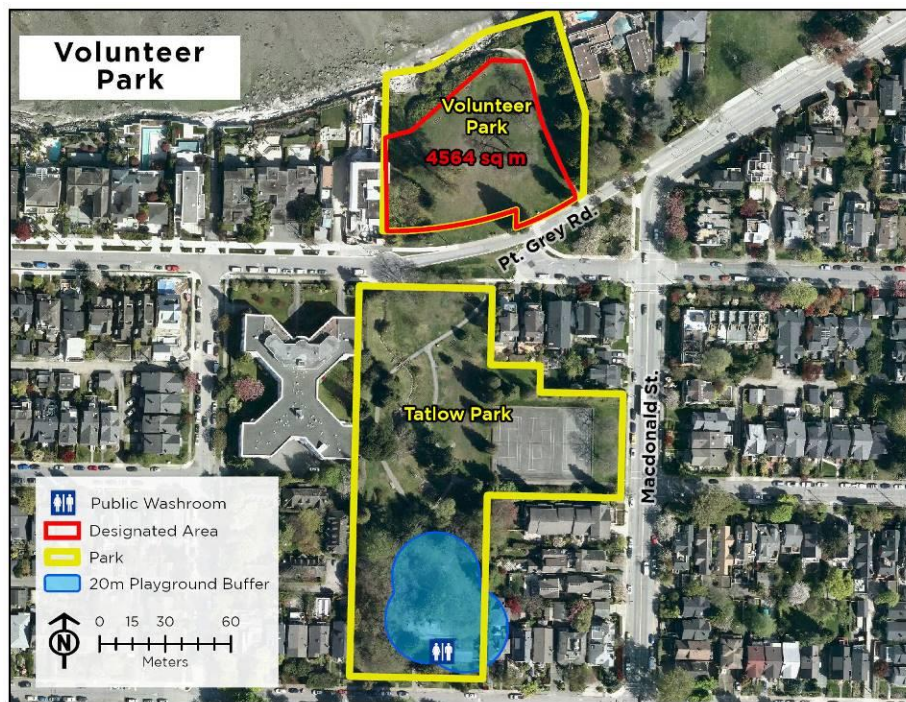 Volunteer
Park
Volunteer
Park
4564 sq m
Pt. Grey Rd.
Tatlow Park
Macdonald St.
Public Washroom
Designated Area
Park
20m Playground Buffer
N
0 15 30 60
Meters